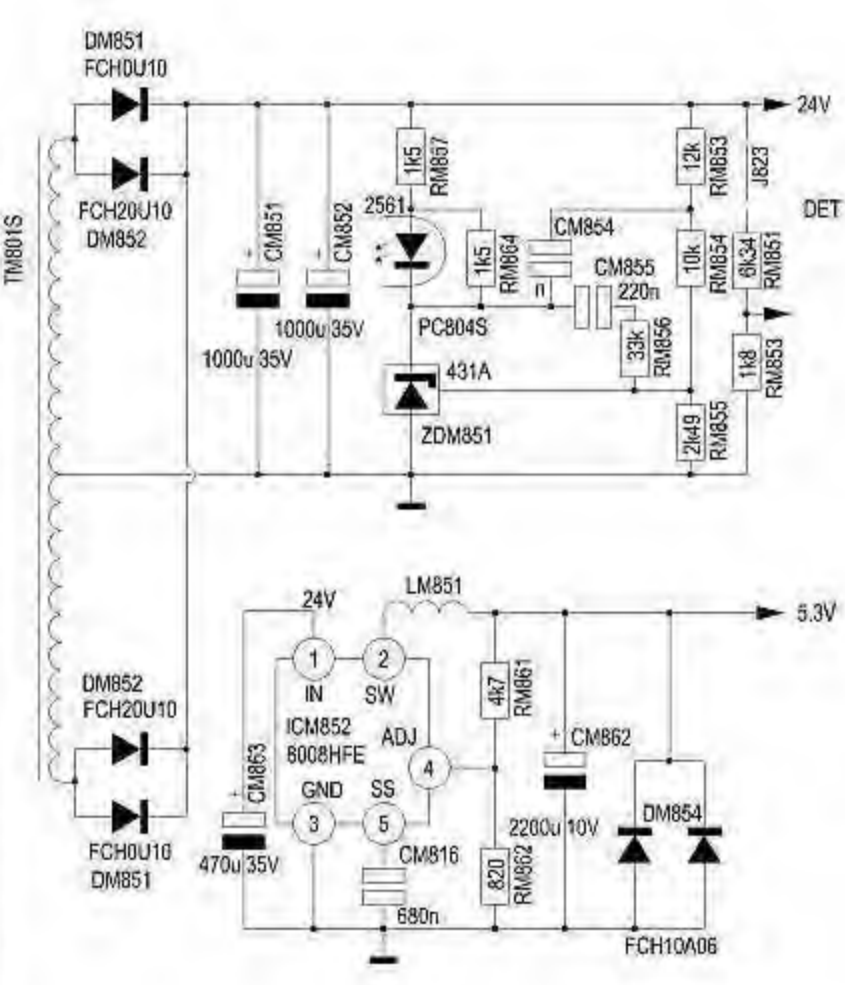 DM851
FCH0U10
FCH20U10
DM852
TM801S
CM851
1000u 35V
CM852
1000u 35V
1k5
RM857
2561
1k5
RM864
CM854
n
CM855
220n
PC804S
33k
RM856
431A
ZDM851
12k
RM853
10k
RM854
2k49
RM855
24V
J823
DET
6k34
RM851
1k8
RM853
DM852
FCH20U10
FCH0U10
DM851
24V
LM851
5.3V
1
IN
2
SW
ICM852
8008HFE
ADJ
4
GND
3
SS
5
CM863
470u 35V
CM816
680n
4k7
RM861
820
RM862
CM862
2200u 10V
DM854
FCH10A06